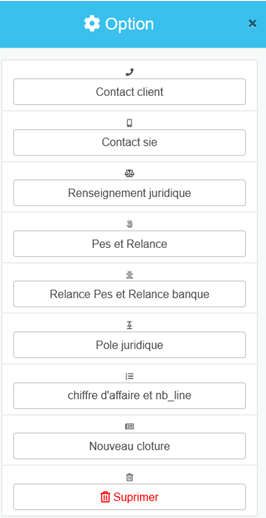 Option
Contact client
Contact sie
Renseignement juridique
Pes et Relance
Relance Pes et Relance banque
Pole juridique
chiffre d'affaire et nb_line
Nouveau cloture
Suprimer